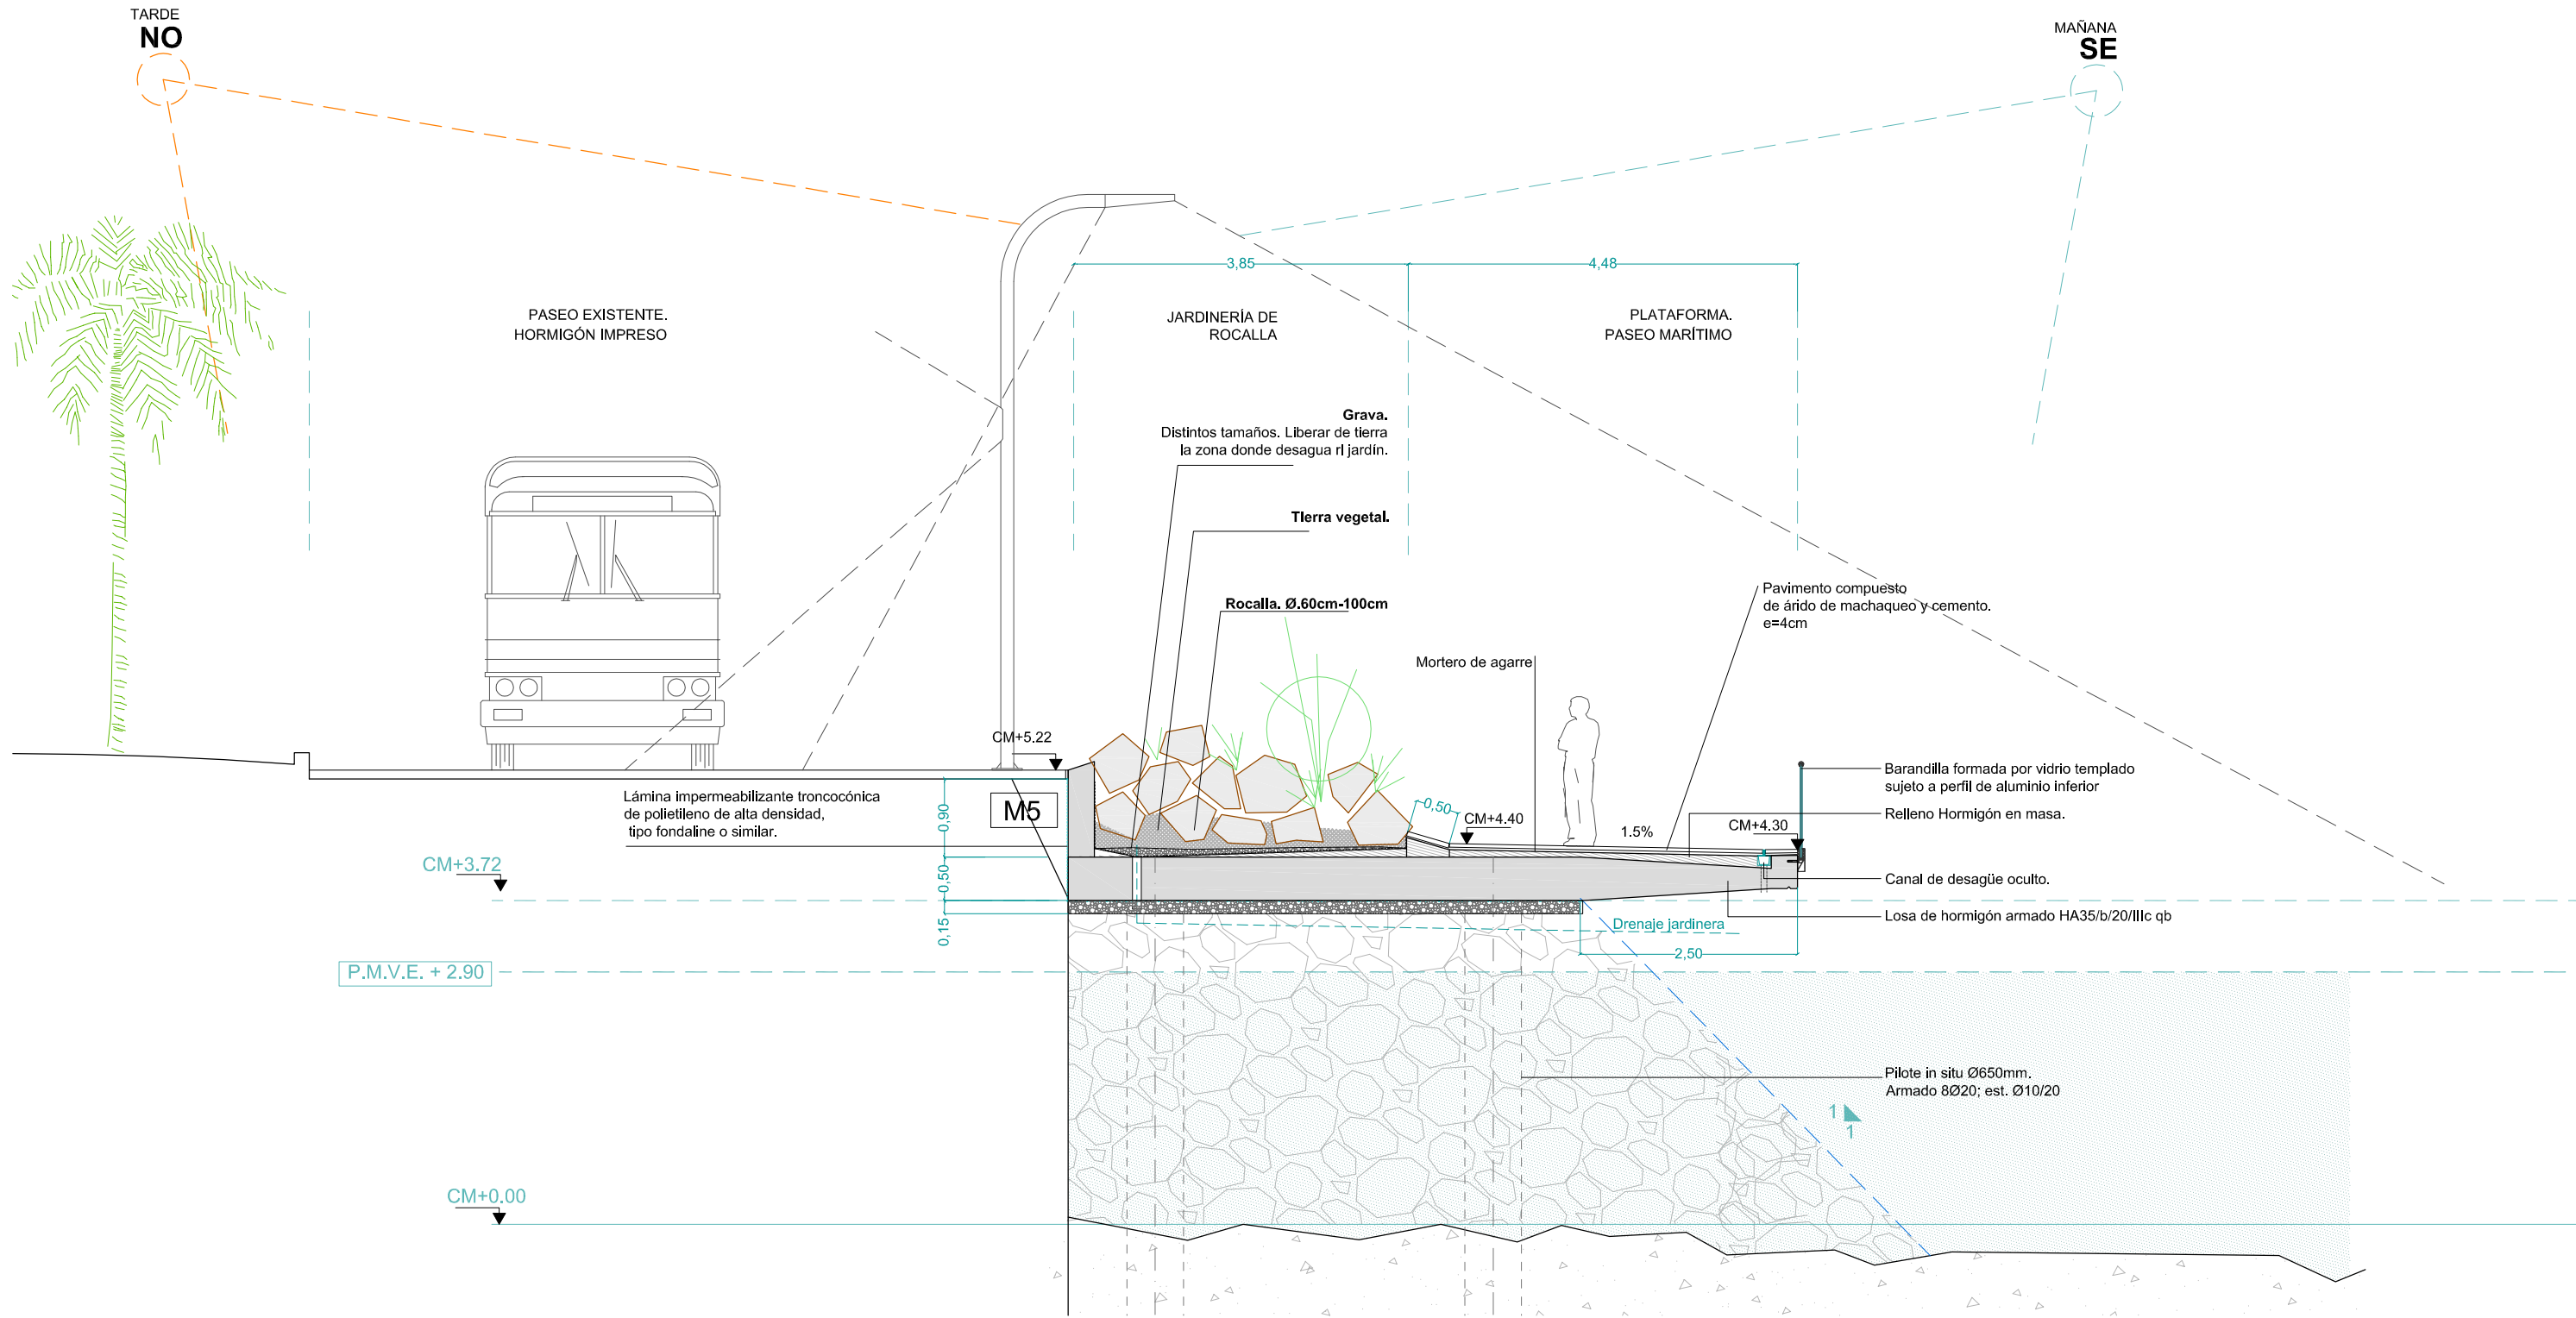 TARDE
NO
MAÑANA
SE
3,85
4,48
PASEO EXISTENTE.
HORMIGÓN IMPRESO
JARDINERÍA DE
ROCALLA
PLATAFORMA.
PASEO MARÍTIMO
Grava.
Distintos tamaños. Liberar de tierra
la zona donde desagua rl jardín.
TIerra vegetal.
Rocalla. Ø.60cm-100cm
Pavimento compuesto
de árido de machaqueo y cemento.
e=4cm
Mortero de agarre
CM+5.22
Barandilla formada por vidrio templado
sujeto a perfil de aluminio inferior
Lámina impermeabilizante troncocónica
de polietileno de alta densidad,
tipo fondaline o similar.
M5
0,90
0,50
CM+4.40
1.5%
CM+4.30
Relleno Hormigón en masa.
CM+3.72
0,50
Canal de desagüe oculto.
0,15
Losa de hormigón armado HA35/b/20/IIIc qb
Drenaje jardinera
2,50
P.M.V.E. + 2.90
Pilote in situ Ø650mm.
Armado 8Ø20; est. Ø10/20
1
1
CM+0.00